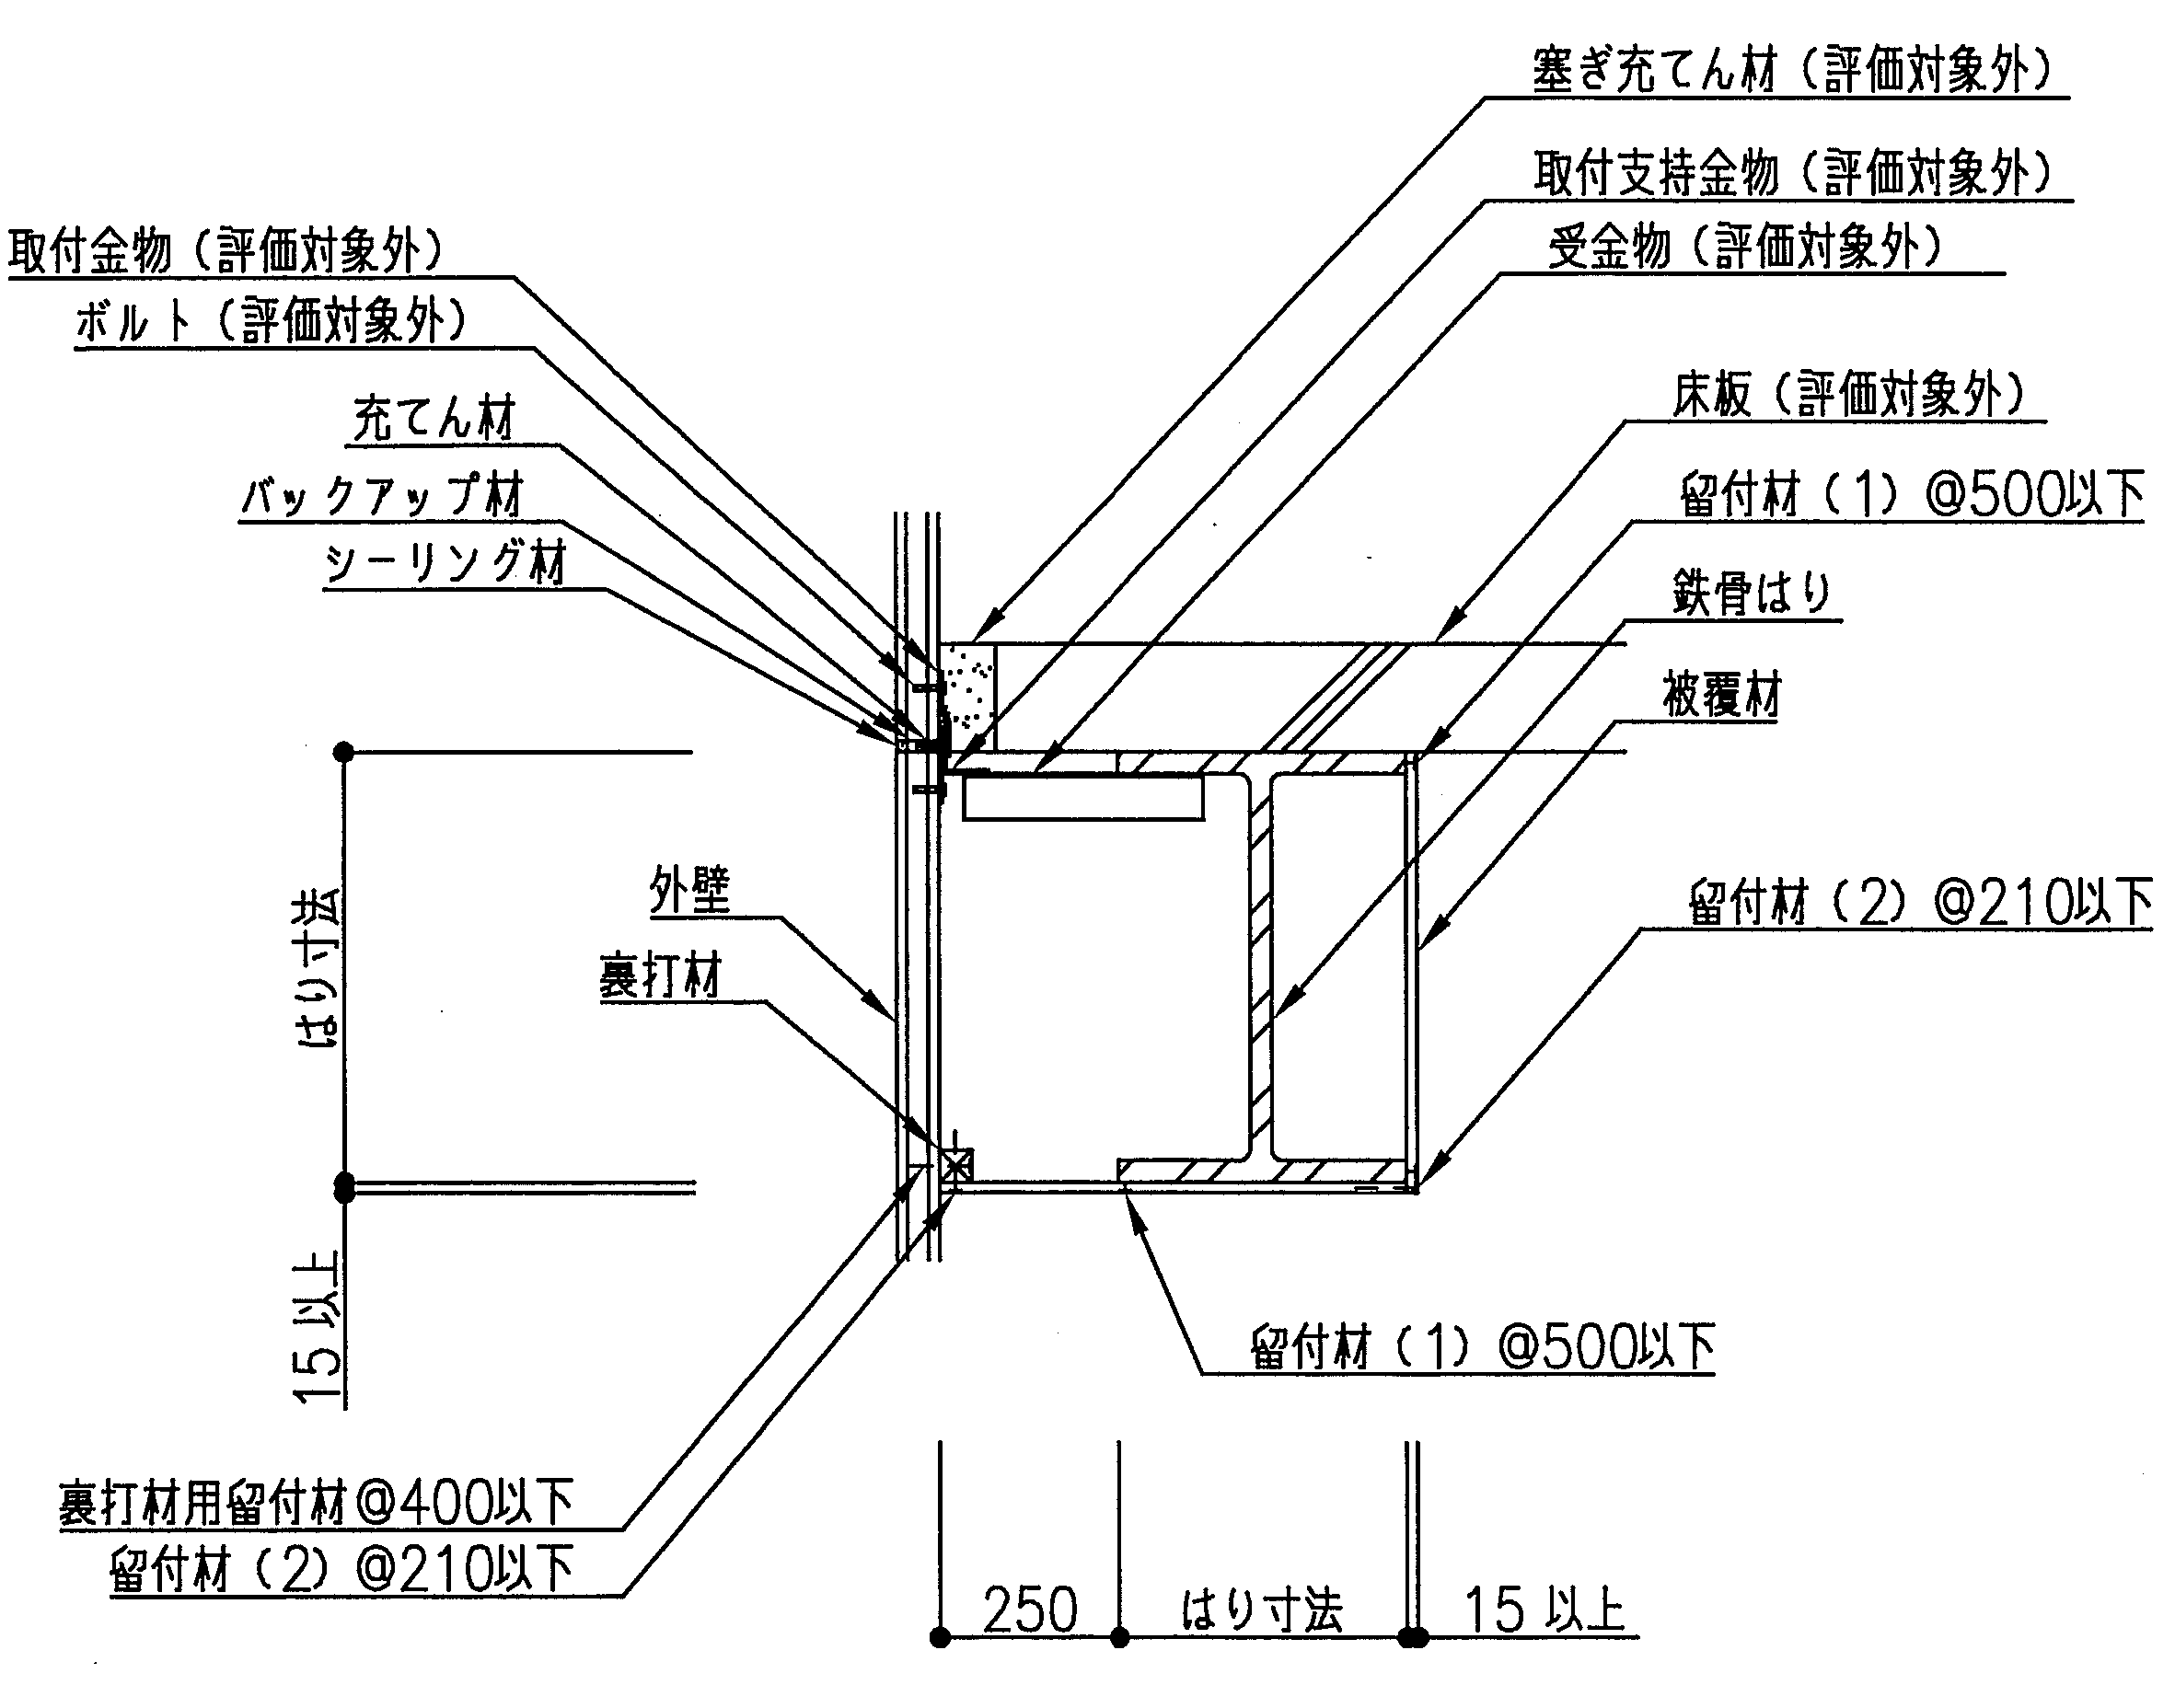 塞ぎ充てん材（評価対象外）
取付支持金物（評価対象外）
受金物（評価対象外）
取付金物（評価対象外）
ボルト（評価対象外）
床板（評価対象外）
充てん材
留付材（1）@500以下
バックアップ材
シーリング材
鉄骨はり
被覆材
外壁
留付材（2）@210以下
裏打材
はり寸法
15以上
留付材（1）@500以下
裏打材用留付材@400以下
留付材（2）@210以下
250
はり寸法
15以上